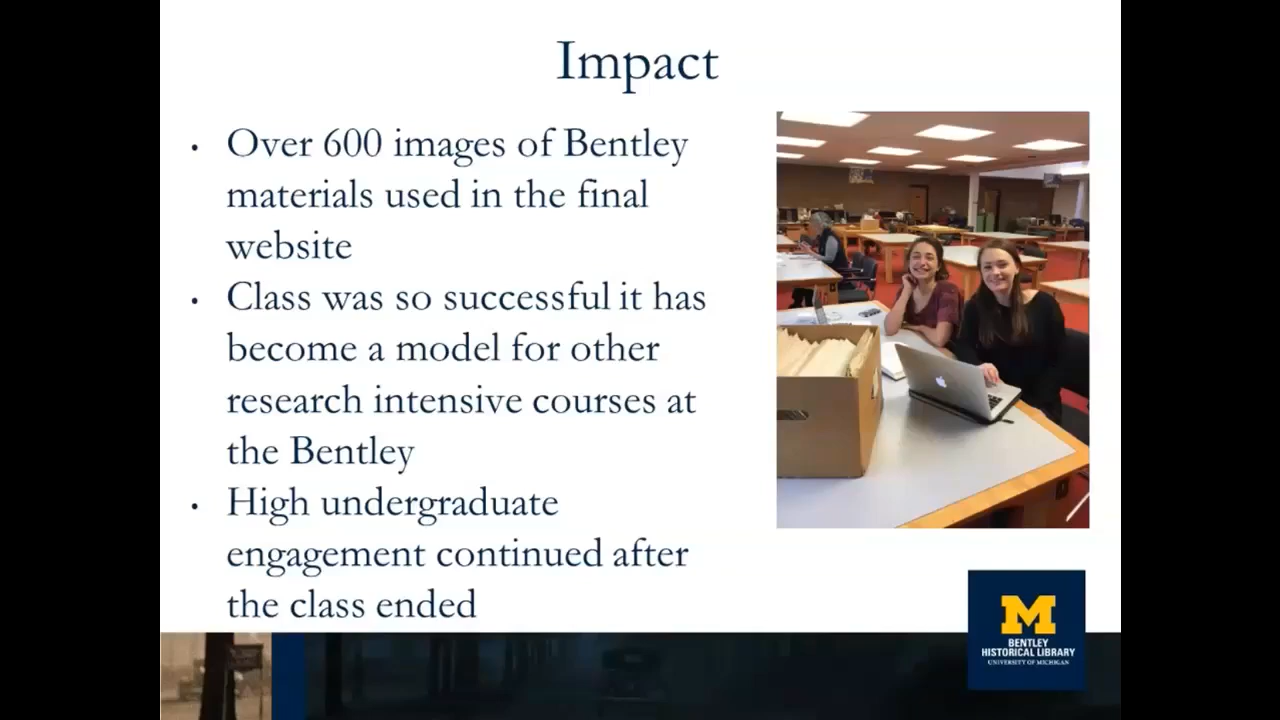 Impact
• Over 600 images of Bentley
materials used in the final
website
• Class was so successful it has
become a model for other
research intensive courses at
the Bentley
• High undergraduate
engagement continued after
the class ended
M
BENTLEY
HISTORICAL LIBRARY
UNIVERSITY OF MICHIGAN